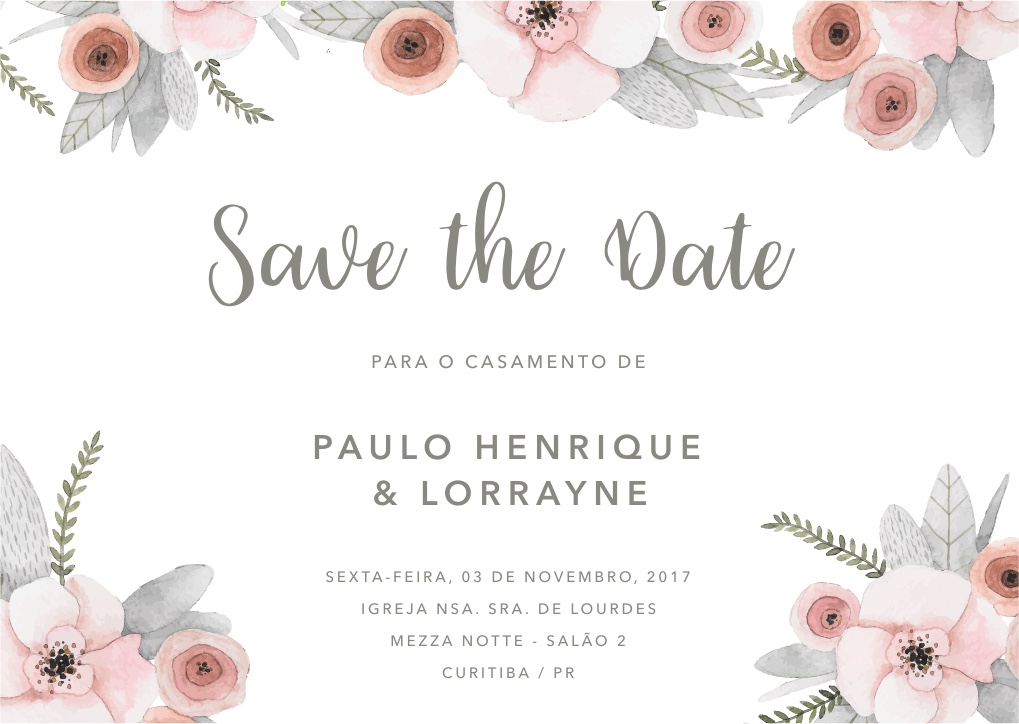 Save the Date
PARA O CASAMENTO DE
PAULO HENRIQUE
& LORRAYNE
SEXTA-FEIRA, 03 DE NOVEMBRO, 2017
IGREJA NSA. SRA. DE LOURDES
MEZZA NOTTE - SALÃO 2
CURITIBA / PR